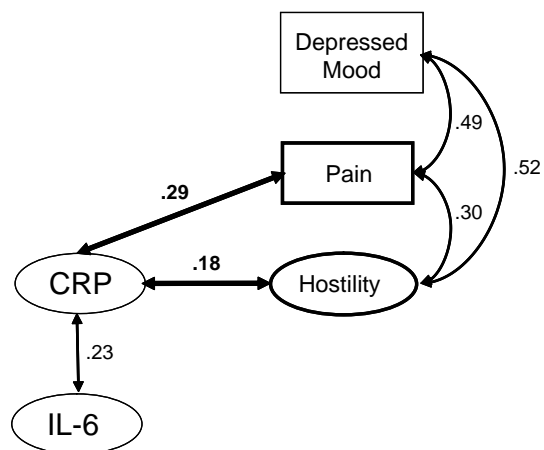 Depressed
Mood
.49
Pain
.52
.29
.30
.18
CRP
Hostility
.23
IL-6